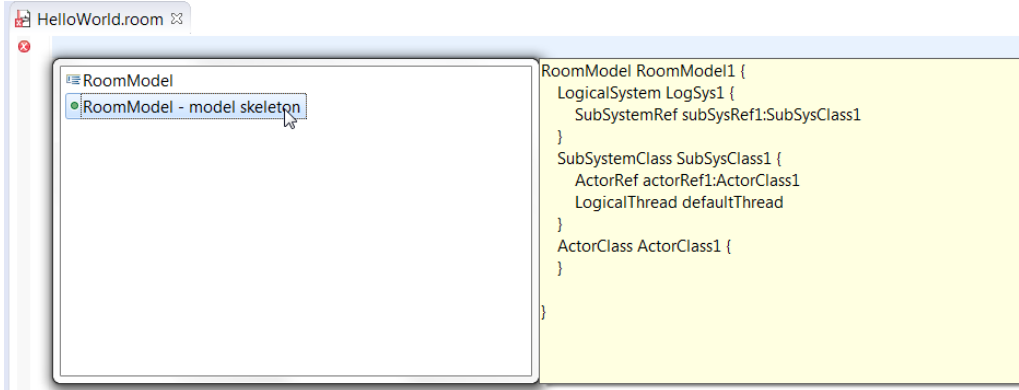 HelloWorld.room
RoomModel
RoomModel - model skeleton
RoomModel RoomModel1 {
LogicalSystem LogSys1 {
SubSystemRef subSysRef1:SubSysClass1
}
SubSystemClass SubSysClass1 {
ActorRef actorRef1:ActorClass1
LogicalThread defaultThread
}
ActorClass ActorClass1 {
}
}